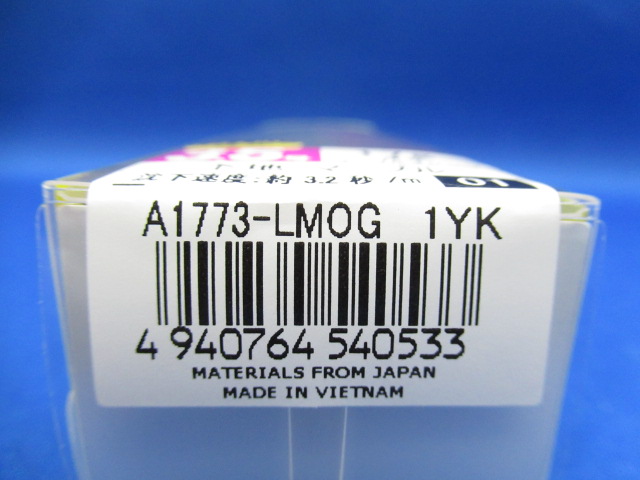 沈下速度:約3.2秒/m
01
A1773-LMOG 1YK
4 940764 540533
MATERIALS FROM JAPAN
MADE IN VIETNAM